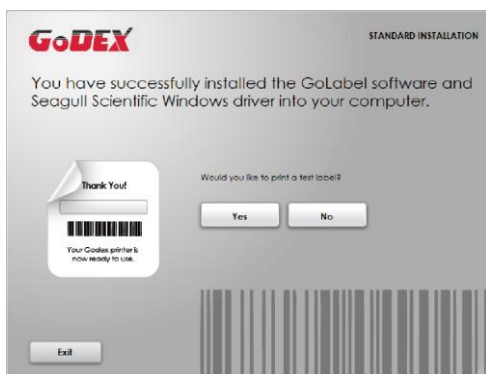 GoDEX
STANDARD INSTALLATION
You have successfully installed the GoLabel software and
Seagull Scientific Windows driver into your computer.
Thank You!
Your Godex printer is
now ready to use.
Would you like to print a test label?
Yes
No
Exit